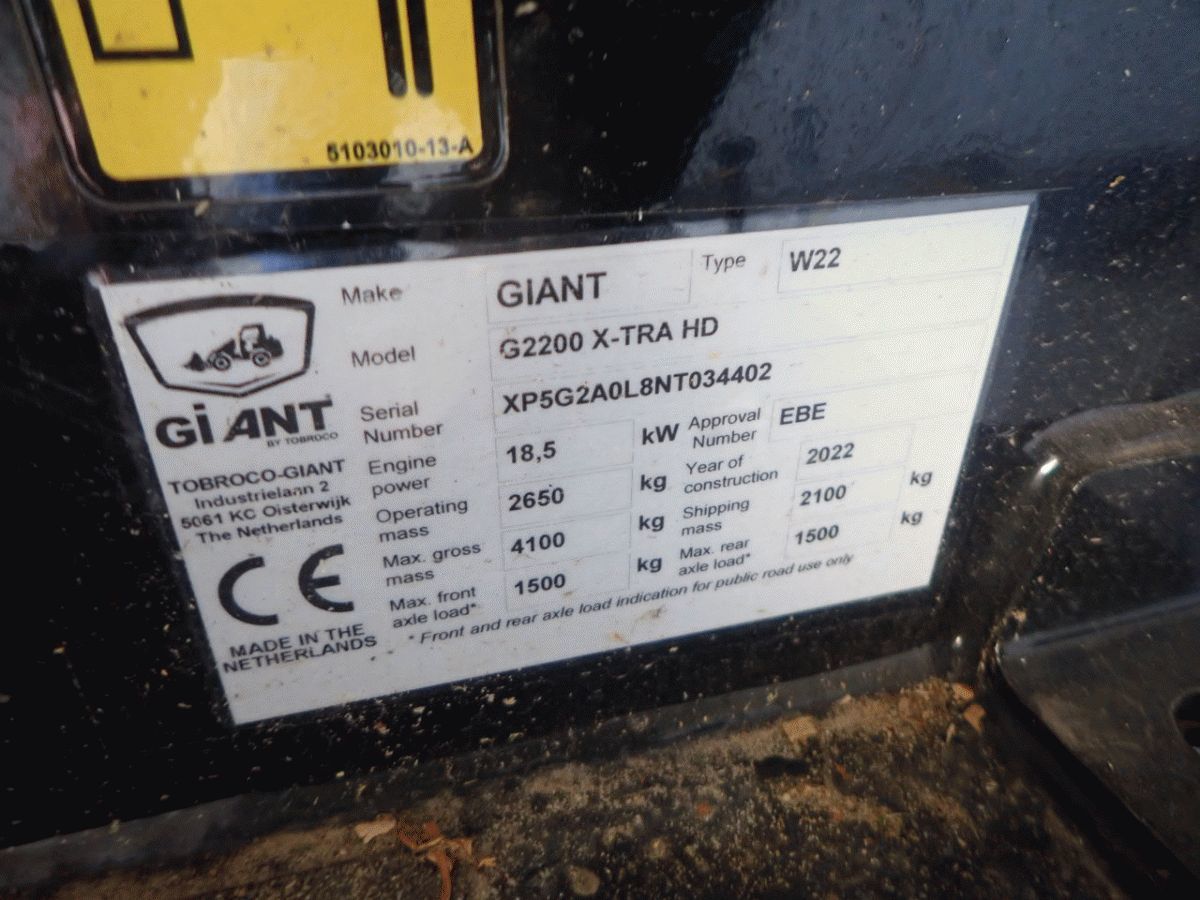 5103010-13-A
GiANT
BY TOBROCO
TOBROCO-GIANT
Industrielaan 2
5061 KC Oisterwijk
The Netherlands
CE
MADE IN THE
NETHERLANDS
Make GIANT Type W22
Model G2200 X-TRA HD
Serial Number XP5G2A0L8NT034402
Engine power 18,5 kW Approval Number EBE
Operating mass 2650 kg Year of construction 2022
Max. gross mass 4100 kg Shipping mass 2100 kg
Max. front axle load* 1500 kg Max. rear axle load* 1500 kg
* Front and rear axle load indication for public road use only